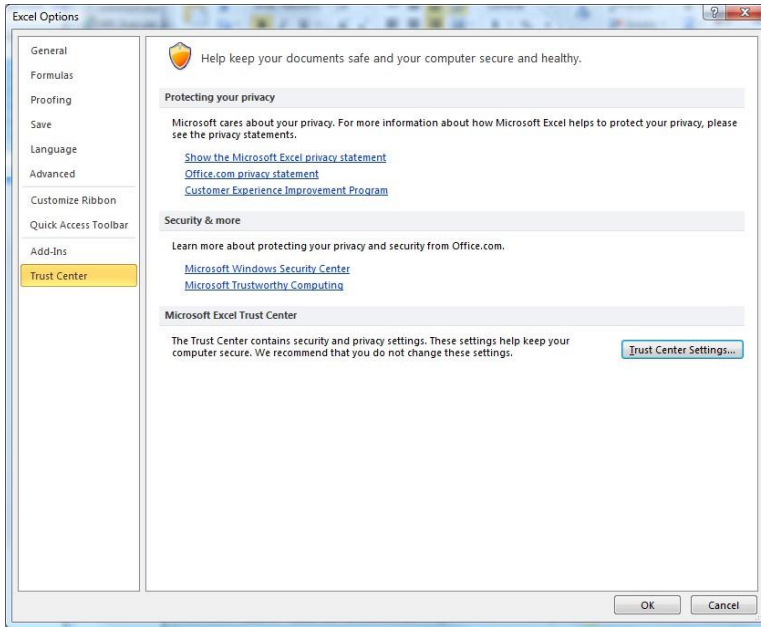 Excel Options
General
Formulas
Proofing
Save
Language
Advanced
Customize Ribbon
Quick Access Toolbar
Add-Ins
Trust Center
Help keep your documents safe and your computer secure and healthy.
Protecting your privacy
Microsoft cares about your privacy. For more information about how Microsoft Excel helps to protect your privacy, please
see the privacy statements.
Show the Microsoft Excel privacy statement
Office.com privacy statement
Customer Experience Improvement Program
Security & more
Learn more about protecting your privacy and security from Office.com.
Microsoft Windows Security Center
Microsoft Trustworthy Computing
Microsoft Excel Trust Center
The Trust Center contains security and privacy settings. These settings help keep your
computer secure. We recommend that you do not change these settings.
Trust Center Settings...
OK
Cancel